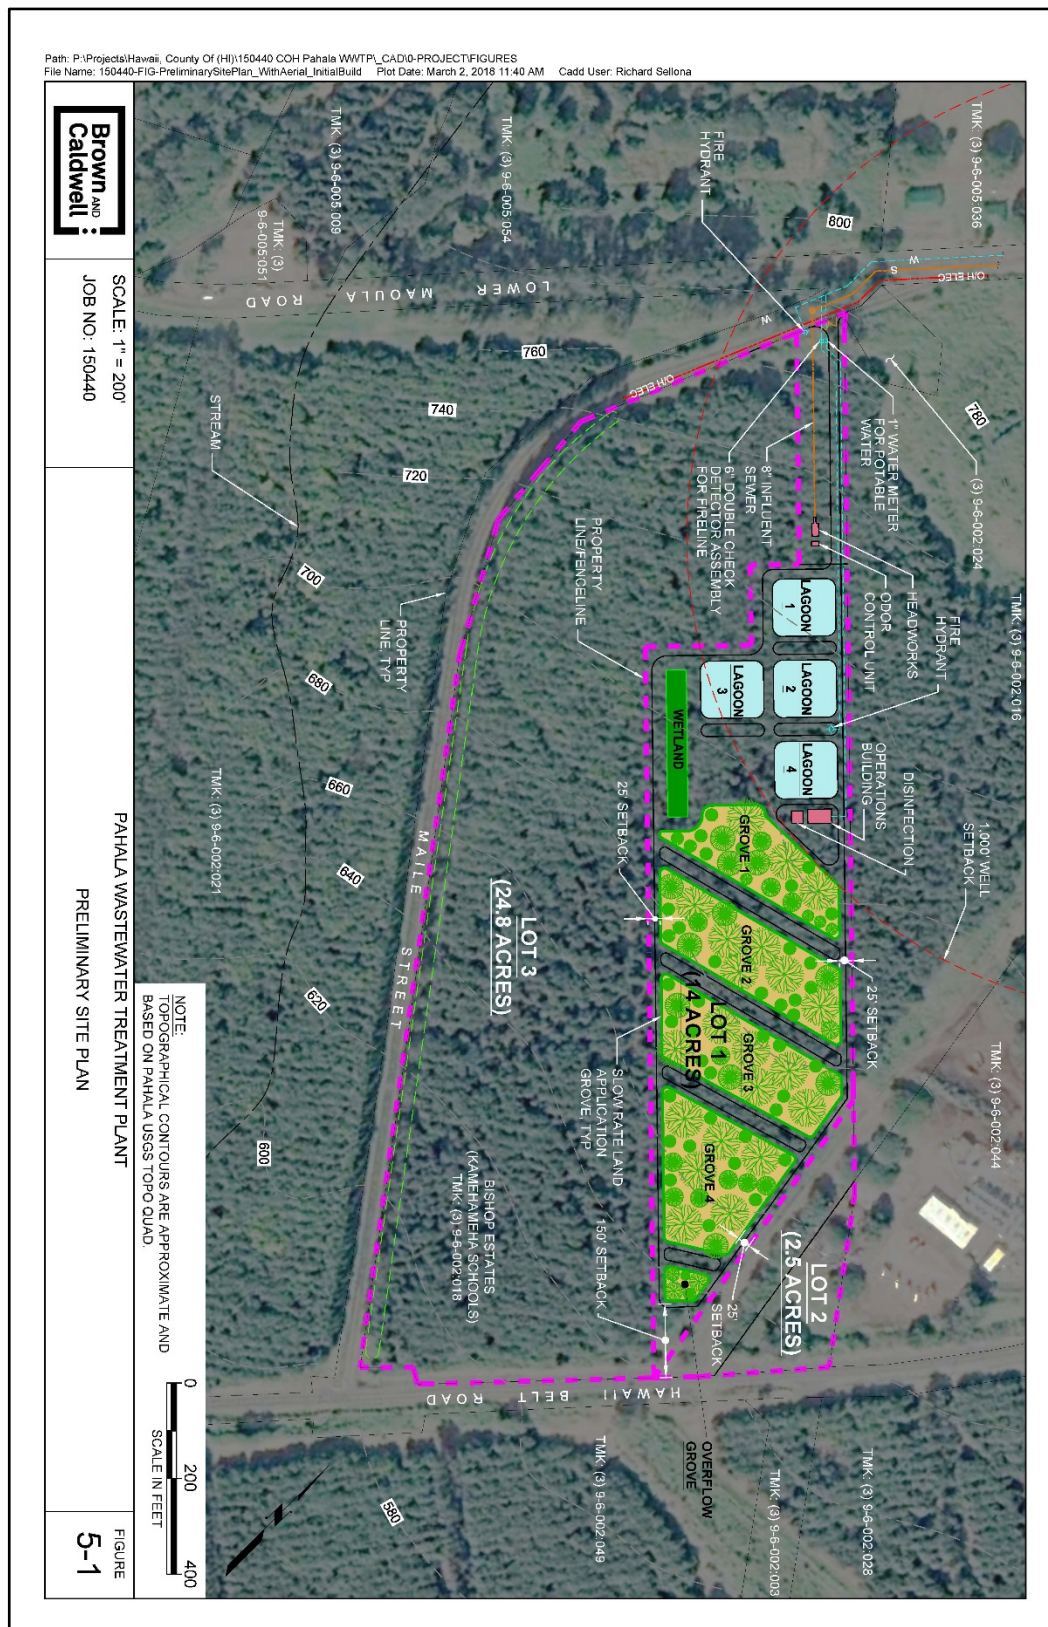 Path: P:\Projects\Hawaii, County Of (HI)\150440 COH Pahala WWTP\_CAD\0-PROJECT\FIGURES
File Name: 150440-FIG-PreliminarySitePlan_WithAerial_InitialBuild Plot Date: March 2, 2018 11:40 AM Cadd User: Richard Sellona
TMK: (3) 9-6-005:036
TMK: (3) 9-6-005:054
TMK: (3) 9-6-005:009
TMK: (3)
9-6-005:051
FIRE
HYDRANT
800
W
S
O/H ELEC
LOWER MAOULA ROAD
W
O/H ELEC
780
760
740
720
700
680
660
640
620
600
580
(3) 9-6-002:024
1" WATER METER
FOR POTABLE
WATER
8" INFLUENT
SEWER
6" DOUBLE CHECK
DETECTOR ASSEMBLY
FOR FIRELINE
HEADWORKS
ODOR
CONTROL UNIT
FIRE
HYDRANT
TMK: (3) 9-6-002:016
STREAM
PROPERTY
LINE/FENCELINE
PROPERTY
LINE, TYP
LAGOON
1
LAGOON
2
LAGOON
3
LAGOON
4
WETLAND
OPERATIONS
BUILDING
DISINFECTION
1,000' WELL
SETBACK
25' SETBACK
25' SETBACK
GROVE 1
GROVE 2
GROVE 3
GROVE 4
LOT 1
(14 ACRES)
LOT 2
(2.5 ACRES)
LOT 3
(24.8 ACRES)
TMK: (3) 9-6-002:021
MAILE STREET
TMK: (3) 9-6-002:044
SLOW RATE LAND
APPLICATION
GROVE, TYP
BISHOP ESTATES
(KAMEHAMEHA SCHOOLS)
TMK: (3) 9-6-002:018
150' SETBACK
25'
SETBACK
HAWAII BELT ROAD
OVERFLOW
GROVE
TMK: (3) 9-6-002:028
TMK: (3) 9-6-002:003
TMK: (3) 9-6-002:049
NOTE:
TOPOGRAPHICAL CONTOURS ARE APPROXIMATE AND
BASED ON PAHALA USGS TOPO QUAD.
0 200 400
SCALE IN FEET
Brown AND
Caldwell
SCALE: 1" = 200'
JOB NO: 150440
PAHALA WASTEWATER TREATMENT PLANT
PRELIMINARY SITE PLAN
FIGURE
5-1